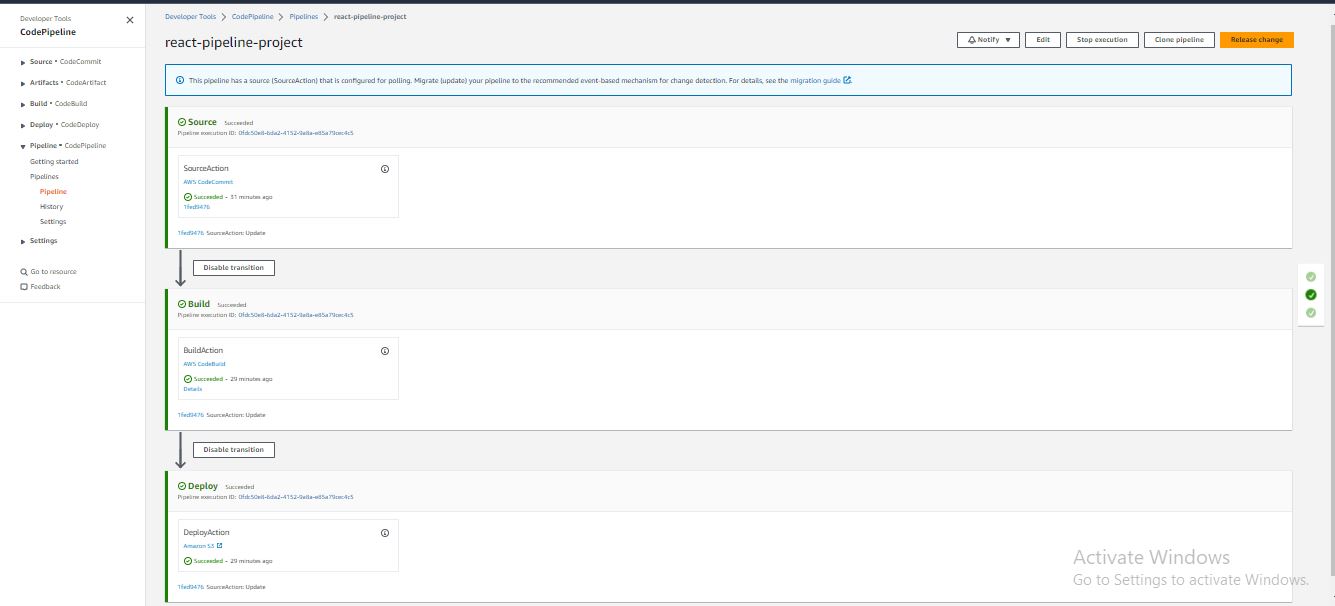 Developer Tools
CodePipeline
Source • CodeCommit
Artifacts • CodeArtifact
Build • CodeBuild
Deploy • CodeDeploy
Pipeline • CodePipeline
Getting started
Pipelines
Pipeline
History
Settings
Settings
Go to resource
Feedback
Developer Tools > CodePipeline > Pipelines > react-pipeline-project
react-pipeline-project
Notify ▼ Edit Stop execution Clone pipeline Release change
This pipeline has a source (SourceAction) that is configured for polling. Migrate (update) your pipeline to the recommended event-based mechanism for change detection. For details, see the migration guide
Source Succeeded
Pipeline execution ID: 0fdc50e8-6da2-4152-9a8a-e85a79cec4c5
SourceAction
AWS CodeCommit
Succeeded - 31 minutes ago
1fed9476
1fed9476 SourceAction: Update
Disable transition
Build Succeeded
Pipeline execution ID: 0fdc50e8-6da2-4152-9a8a-e85a79cec4c5
BuildAction
AWS CodeBuild
Succeeded - 29 minutes ago
Details
1fed9476 SourceAction: Update
Disable transition
Deploy Succeeded
Pipeline execution ID: 0fdc50e8-6da2-4152-9a8a-e85a79cec4c5
DeployAction
Amazon S3
Succeeded - 29 minutes ago
1fed9476 SourceAction: Update
Activate Windows
Go to Settings to activate Windows.